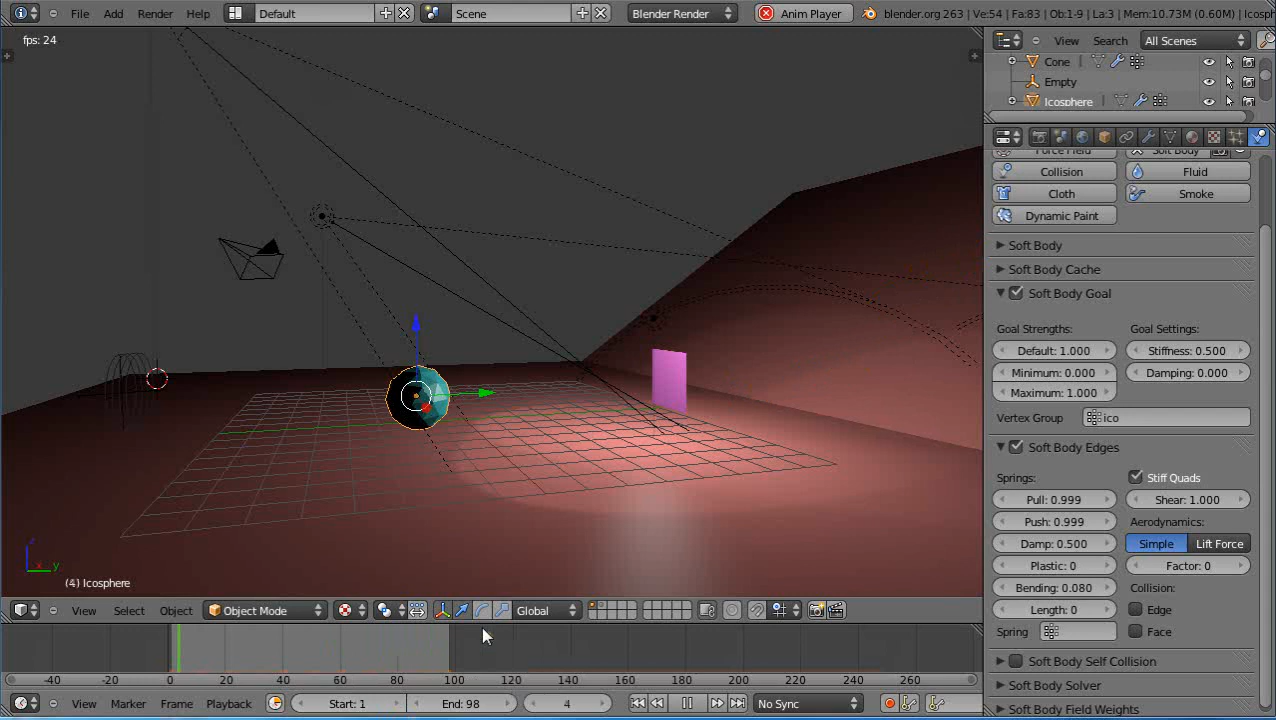 File Add Render Help Default Scene Blender Render Anim Player blender.org 263 | Ve:54 | Fa:83 | Ob:1-9 | La:3 | Mem:10.73M (0.60M) | Icosph
fps: 24
View Search All Scenes
Cone
Empty
Icosphere
Force Field Soft Body
Collision Fluid
Cloth Smoke
Dynamic Paint
Soft Body
Soft Body Cache
Soft Body Goal
Goal Strengths: Goal Settings:
Default: 1.000 Stiffness: 0.500
Minimum: 0.000 Damping: 0.000
Maximum: 1.000
Vertex Group ico
Soft Body Edges
Springs: Stiff Quads
Pull: 0.999 Shear: 1.000
Push: 0.999 Aerodynamics:
Damp: 0.500 Simple Lift Force
Plastic: 0 Factor: 0
Bending: 0.080 Collision:
Length: 0 Edge
Spring Face
Soft Body Self Collision
Soft Body Solver
Soft Body Field Weights
z
x y
(4) Icosphere
View Select Object Object Mode Global
-40 -20 0 20 40 60 80 100 120 140 160 180 200 220 240 260
View Marker Frame Playback Start: 1 End: 98 4 No Sync